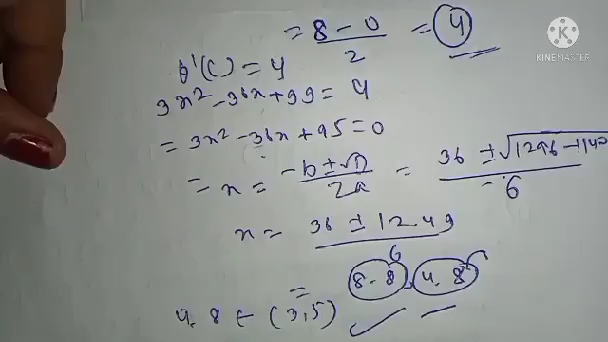 = 8 - 0 / 2 = 4
KINEMASTER
f'(c) = 4
3x² - 36x + 99 = 4
= 3x² - 36x + 95 = 0
= x = -b ± √D / 2a = 36 ± √1296 - 1140 / 6
x = 36 ± 12.49 / 6
= 8.8, 4.8
4.8 ∈ (3,5)